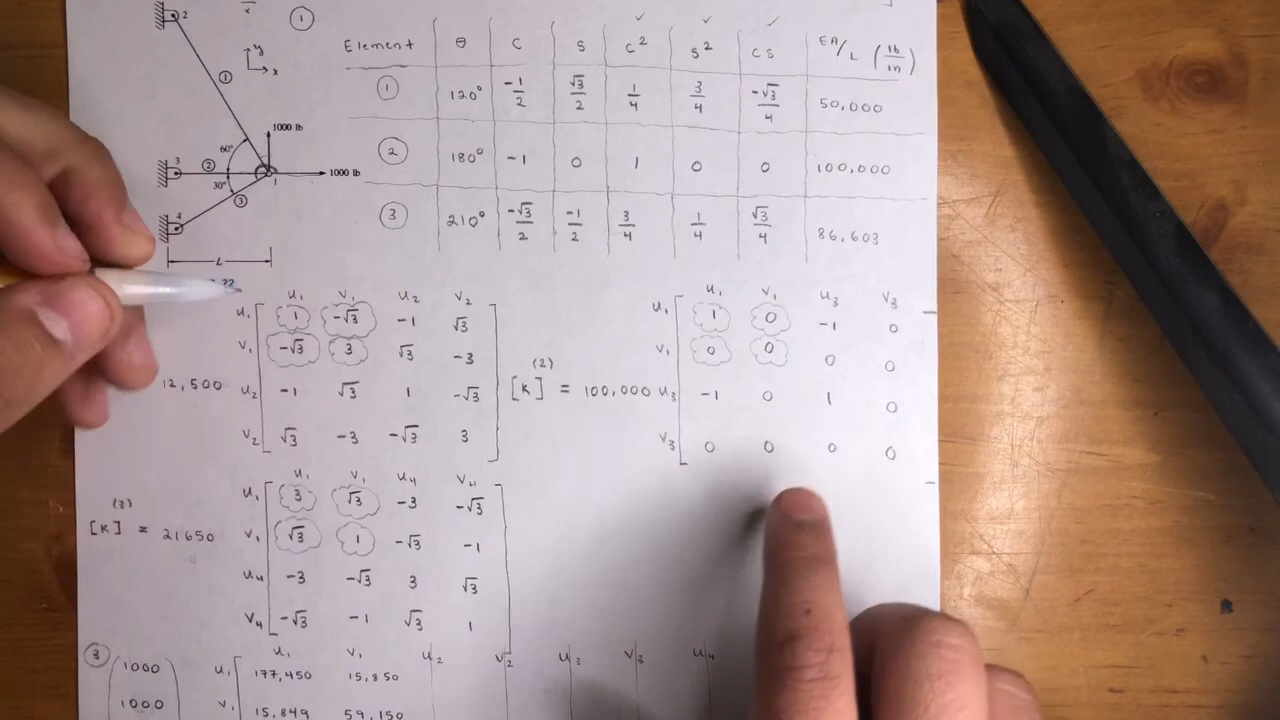 2
1
y
x
1
1000 lb
60°
3
2
1
1000 lb
30°
3
4
L
Element θ C S C² S² CS EA/L (lb/in)
1 120° -1/2 √3/2 1/4 3/4 -√3/4 50,000
2 180° -1 0 1 0 0 100,000
3 210° -√3/2 -1/2 3/4 1/4 √3/4 86,603
u₁ v₁ u₂ v₂
u₁ 1 -√3 -1 √3
v₁ -√3 3 √3 -3
12,500 u₂ -1 √3 1 -√3
v₂ √3 -3 -√3 3
u₁ v₁ u₃ v₃
u₁ 1 0 -1 0
v₁ 0 0 0 0
[K]⁽²⁾ = 100,000 u₃ -1 0 1 0
v₃ 0 0 0 0
u₁ v₁ u₄ v₄
u₁ 3 √3 -3 -√3
[K]⁽³⁾ = 21650 v₁ √3 1 -√3 -1
u₄ -3 -√3 3 √3
v₄ -√3 -1 √3 1
3
u₁ v₁ u₂ v₂ u₃ v₃ u₄
1000 u₁ 177,450 15,850
1000 v₁ 15,849 59,150